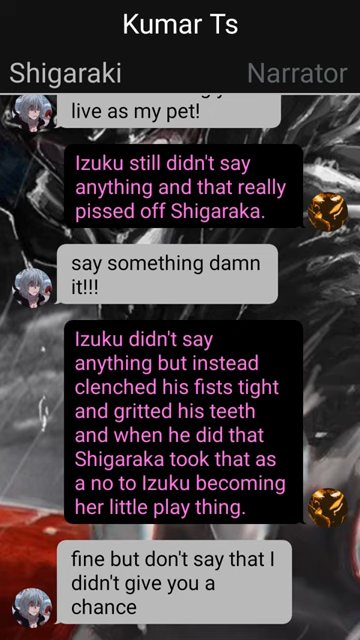 Kumar Ts
Shigaraki
Narrator
live as my pet!
Izuku still didn't say
anything and that really
pissed off Shigaraka.
say something damn
it!!!
Izuku didn't say
anything but instead
clenched his fists tight
and gritted his teeth
and when he did that
Shigaraka took that as
a no to Izuku becoming
her little play thing.
fine but don't say that I
didn't give you a
chance